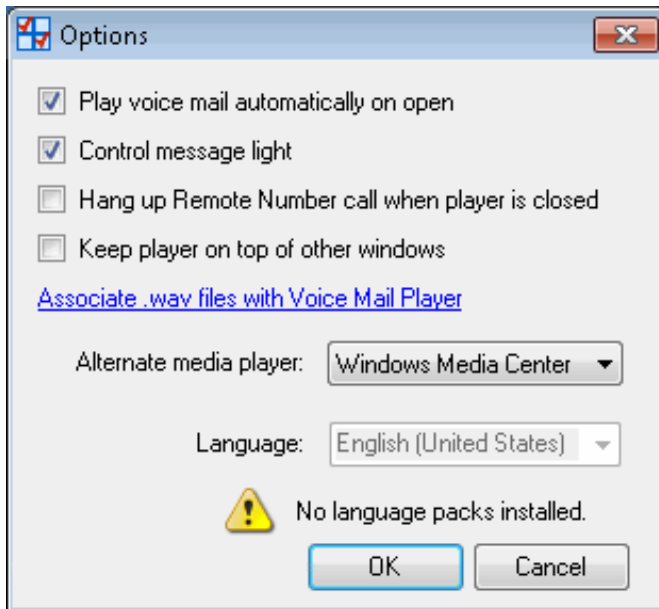 Options
Play voice mail automatically on open
Control message light
Hang up Remote Number call when player is closed
Keep player on top of other windows
Associate .wav files with Voice Mail Player
Alternate media player: Windows Media Center
Language: English (United States)
No language packs installed.
OK Cancel